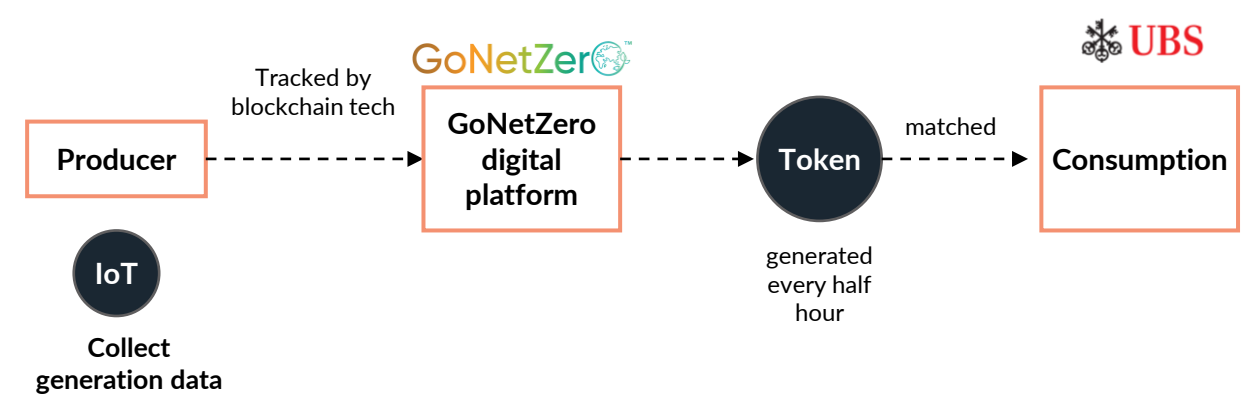 GoNetZero™
UBS
Tracked by
blockchain tech
Producer
GoNetZero
digital
platform
Token
matched
Consumption
IoT
generated
every half
hour
Collect
generation data